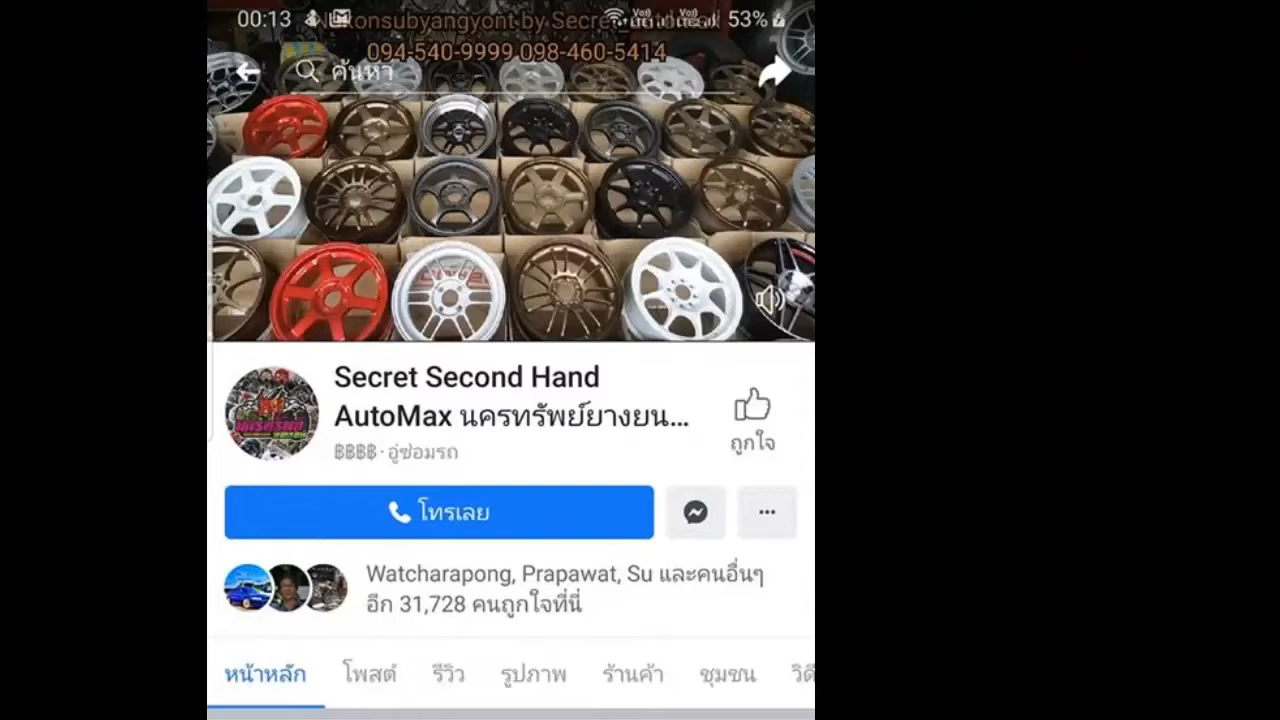 00:13
53%
Nakonsubyangyont by Secret
094-540-9999 098-460-5414
ค้นหา
Secret Second Hand
AutoMax นครทรัพย์ยางยน...
฿฿฿฿ · อู่ซ่อมรถ
ถูกใจ
โทรเลย
Watcharapong, Prapawat, Su และคนอื่นๆ
อีก 31,728 คนถูกใจที่นี่
หน้าหลัก โพสต์ รีวิว รูปภาพ ร้านค้า ชุมชน วิดี